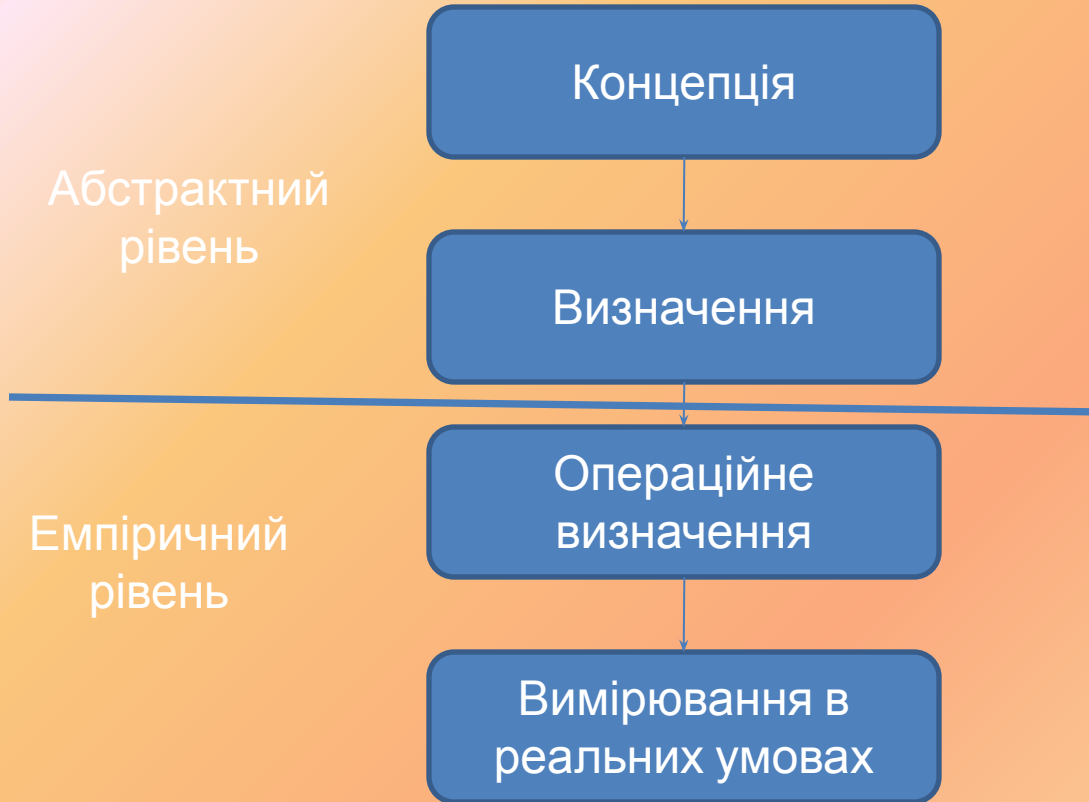 Концепція
Абстрактний
рівень
Визначення
Операційне
визначення
Емпіричний
рівень
Вимірювання в
реальних умовах